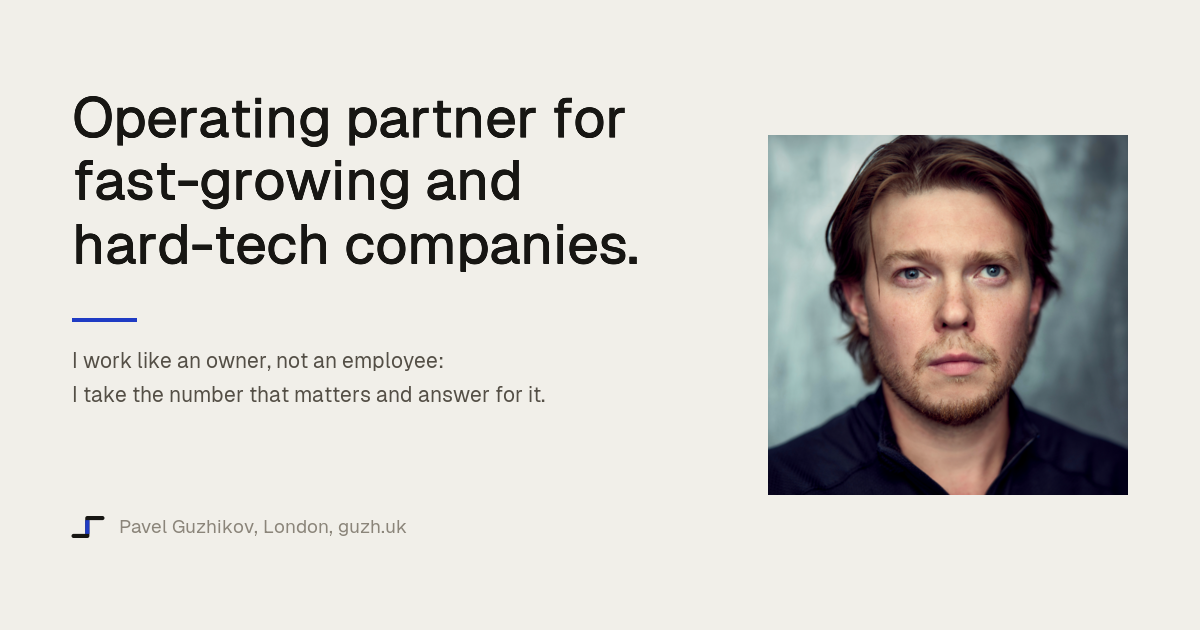 Operating partner for
fast-growing and
hard-tech companies.
I work like an owner, not an employee:
I take the number that matters and answer for it.
Pavel Guzhikov, London, guzh.uk